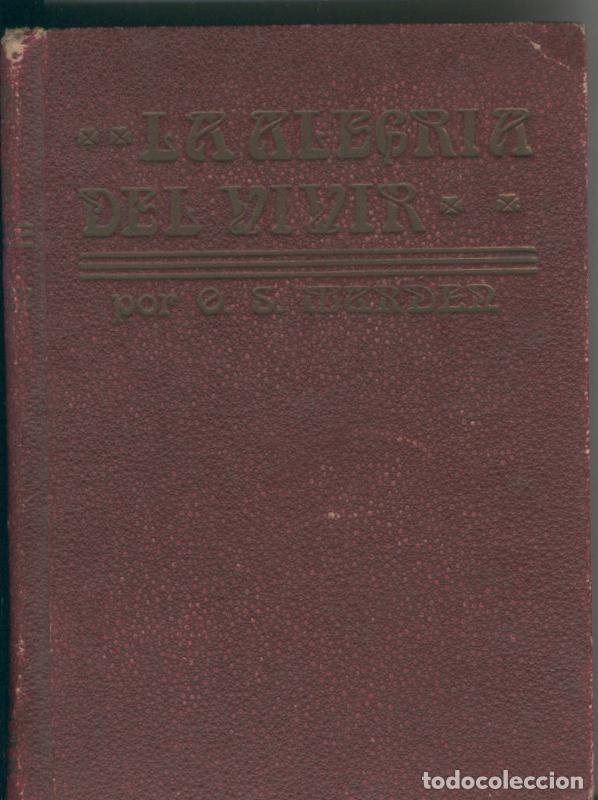 LA ALEGRIA
DEL VIVIR
por O. S. MARDEN
todocoleccion